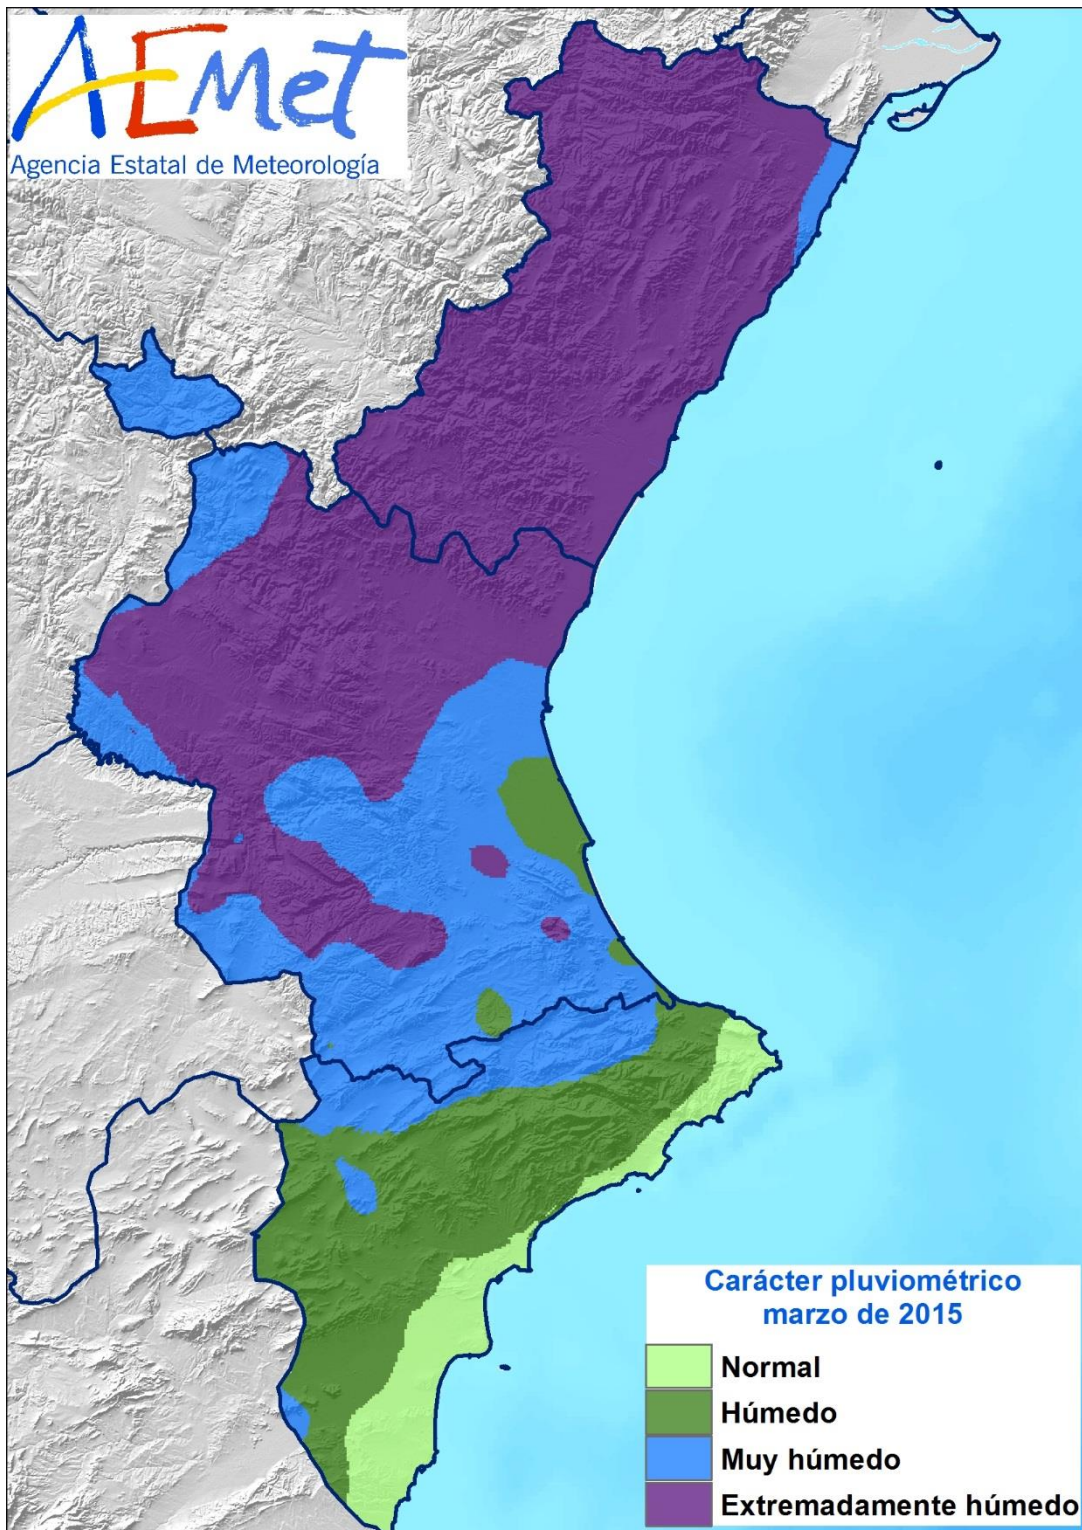 AEMet
Agencia Estatal de Meteorología
Carácter pluviométrico
marzo de 2015
Normal
Húmedo
Muy húmedo
Extremadamente húmedo